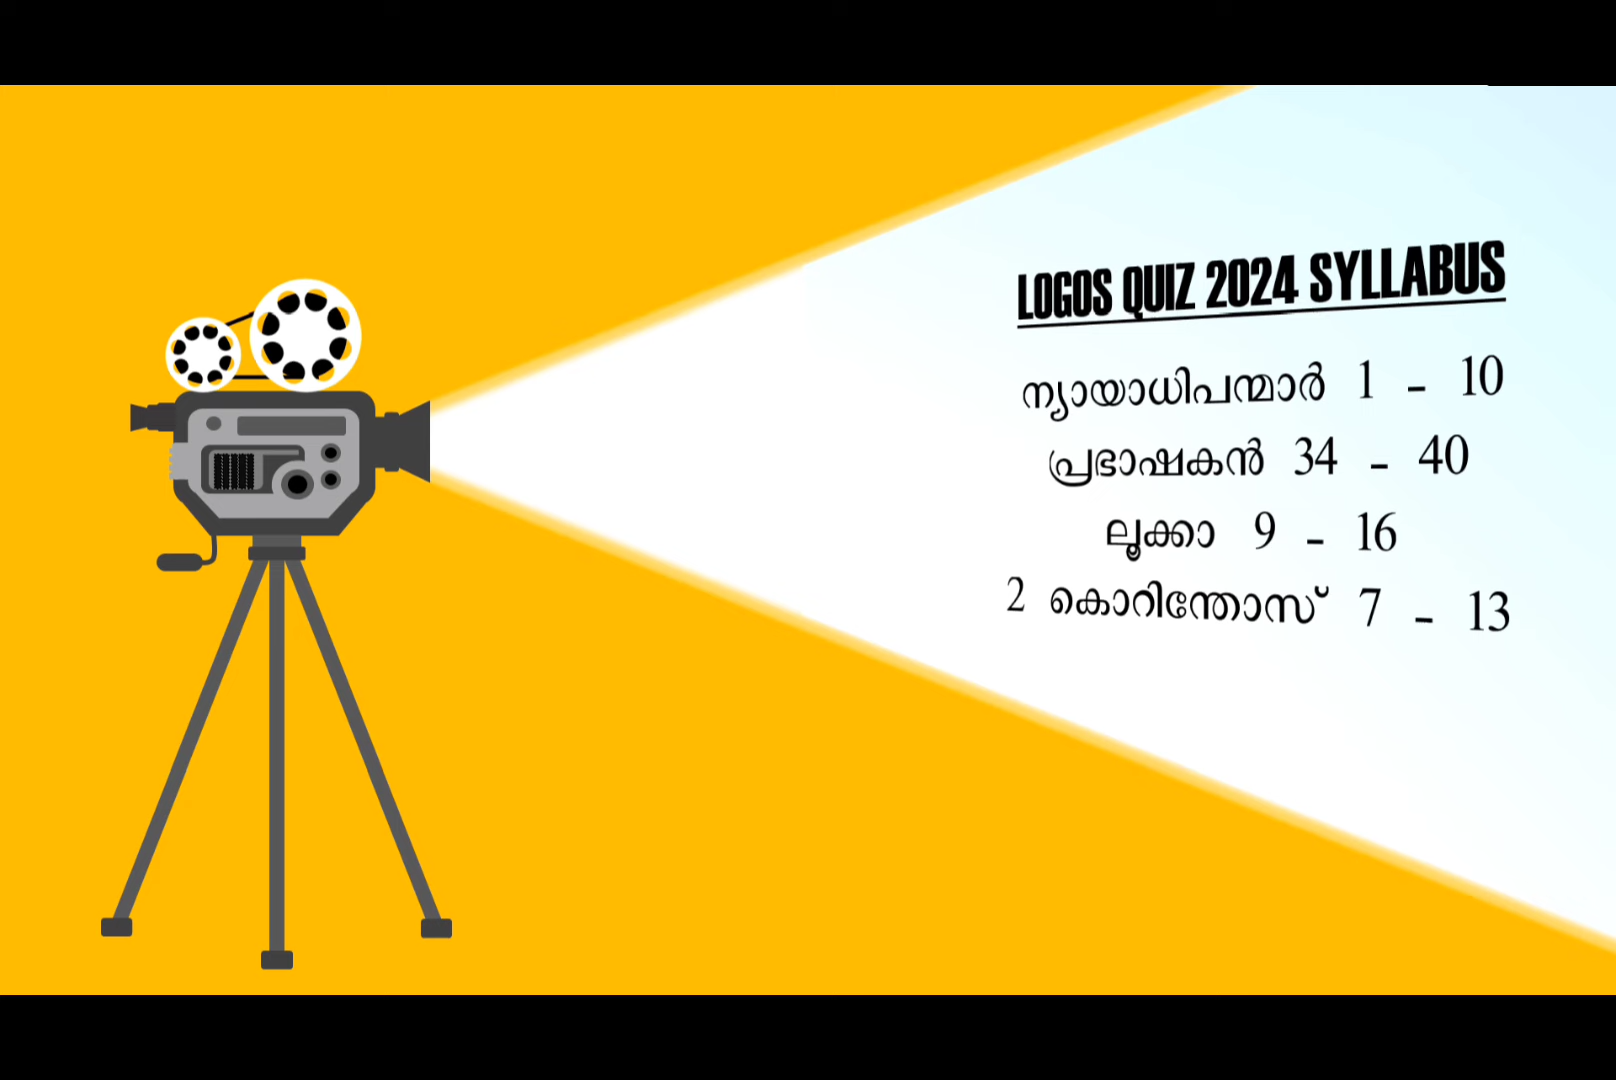 LOGOS QUIZ 2024 SYLLABUS
ന്യായാധിപന്മാർ 1 - 10
പ്രഭാഷകൻ 34 - 40
ലൂക്കാ 9 - 16
2 കൊറിന്തോസ് 7 - 13